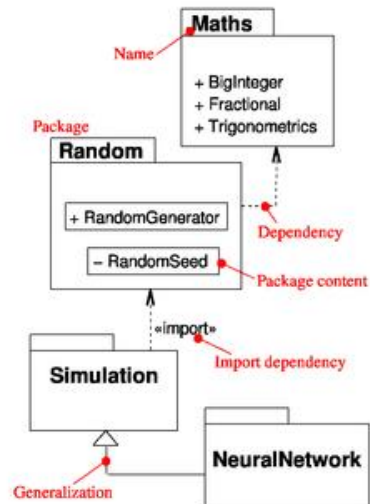 Maths
Name
+ BigInteger
+ Fractional
+ Trigonometrics
Package
Random
+ RandomGenerator
Dependency
- RandomSeed
Package content
«import»
Import dependency
Simulation
NeuralNetwork
Generalization